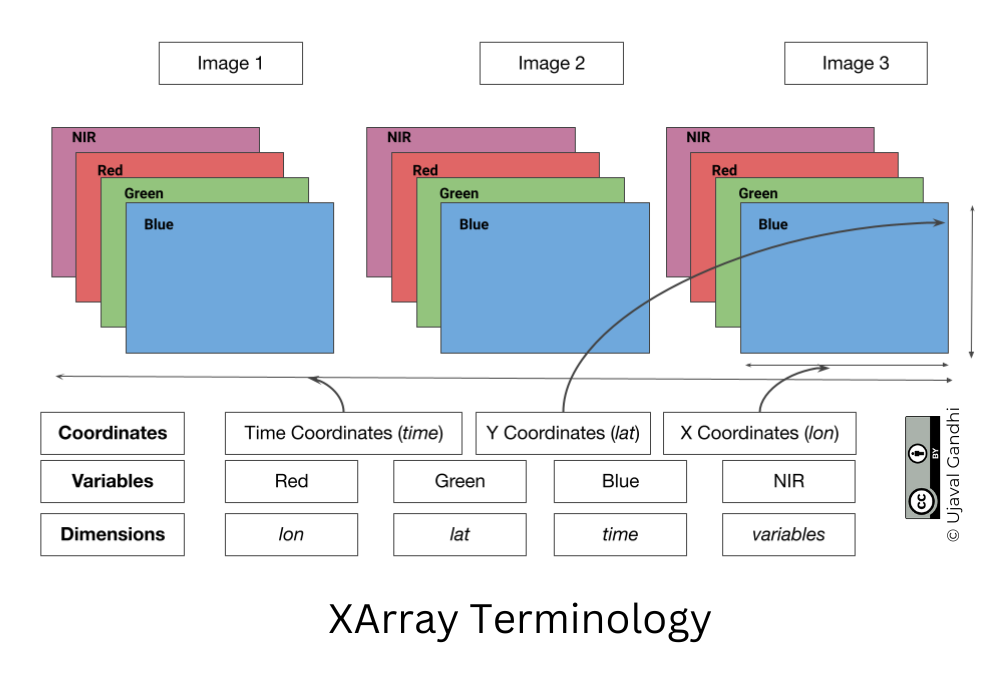 Image 1
Image 2
Image 3
NIR
Red
Green
Blue
NIR
Red
Green
Blue
NIR
Red
Green
Blue
Coordinates
Time Coordinates (time)
Y Coordinates (lat)
X Coordinates (lon)
Variables
Red
Green
Blue
NIR
Dimensions
lon
lat
time
variables
cc
BY
© Ujaval Gandhi
XArray Terminology